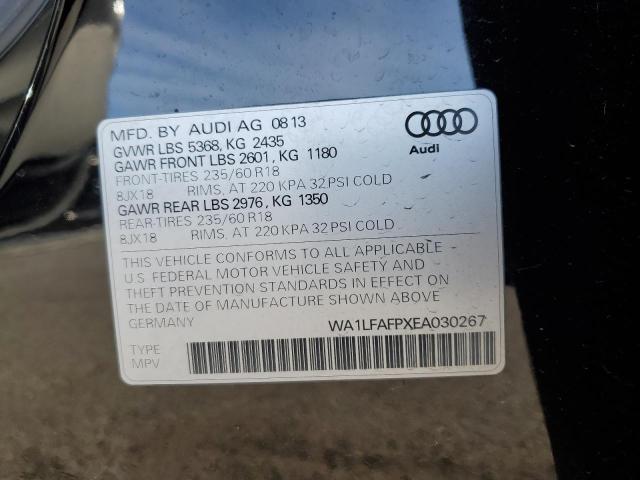 MFD. BY AUDI AG 0813
GVWR LBS 5368, KG 2435
GAWR FRONT LBS 2601, KG 1180
FRONT-TIRES 235/60 R18
8JX18 RIMS, AT 220 KPA 32 PSI COLD
GAWR REAR LBS 2976, KG 1350
REAR-TIRES 235/60 R18
8JX18 RIMS, AT 220 KPA 32 PSI COLD
Audi
THIS VEHICLE CONFORMS TO ALL APPLICABLE
U.S. FEDERAL MOTOR VEHICLE SAFETY AND
THEFT PREVENTION STANDARDS IN EFFECT ON
THE DATE OF MANUFACTURE SHOWN ABOVE
GERMANY WA1LFAFPXEA030267
TYPE
MPV